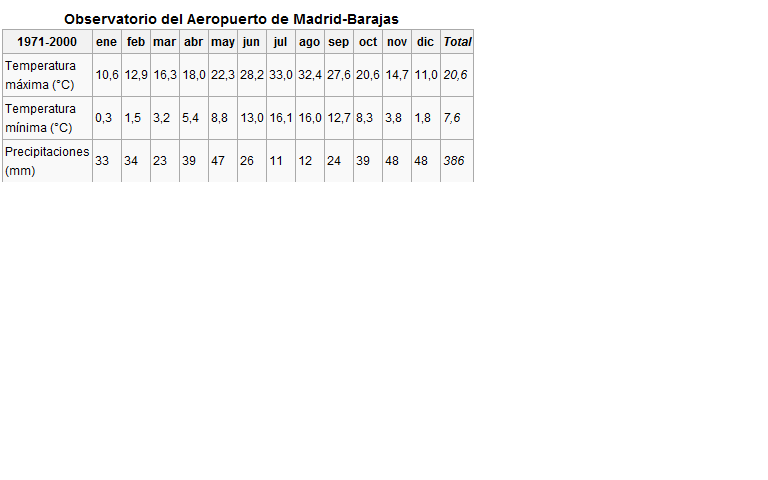 Observatorio del Aeropuerto de Madrid-Barajas
1971-2000 ene feb mar abr may jun jul ago sep oct nov dic Total
Temperatura
máxima (°C) 10,6 12,9 16,3 18,0 22,3 28,2 33,0 32,4 27,6 20,6 14,7 11,0 20,6
Temperatura
mínima (°C) 0,3 1,5 3,2 5,4 8,8 13,0 16,1 16,0 12,7 8,3 3,8 1,8 7,6
Precipitaciones
(mm) 33 34 23 39 47 26 11 12 24 39 48 48 386